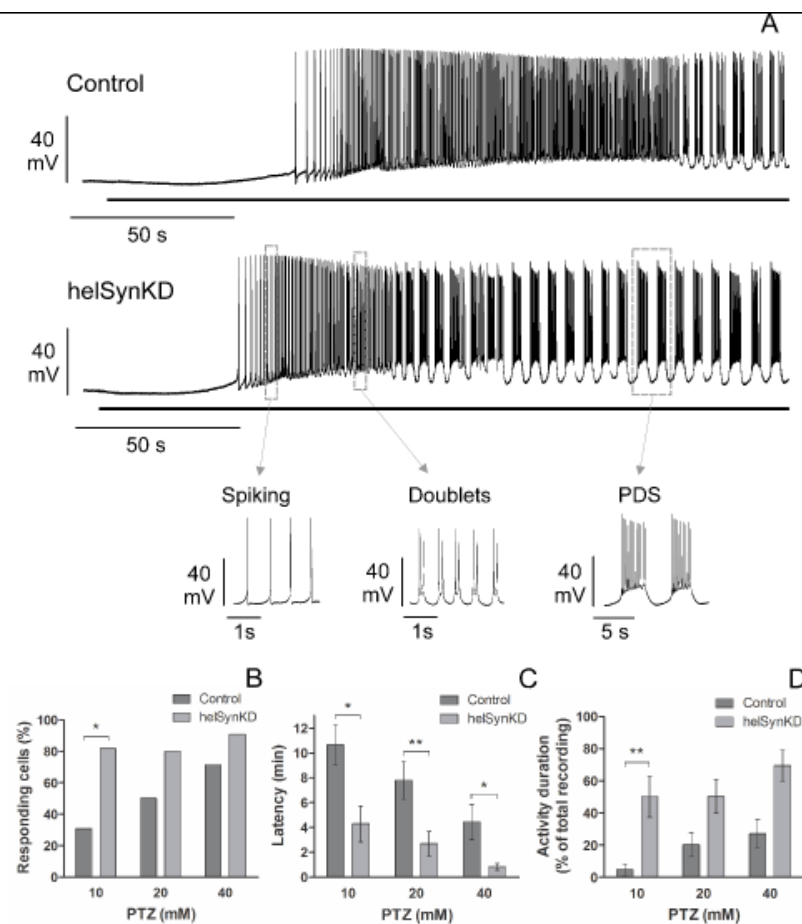 A
Control
40
mV
50 s
helSynKD
40
mV
50 s
Spiking
Doublets
PDS
40
mV
1s
40
mV
1s
40
mV
5 s
B
Control
helSynKD
Responding cells (%)
100
80
60
40
20
0
*
10
20
40
PTZ (mM)
C
Control
helSynKD
Latency (min)
14
12
10
8
6
4
2
0
*
**
*
10
20
40
PTZ (mM)
D
Control
helSynKD
Activity duration
(% of total recording)
100
80
60
40
20
0
**
10
20
40
PTZ (mM)